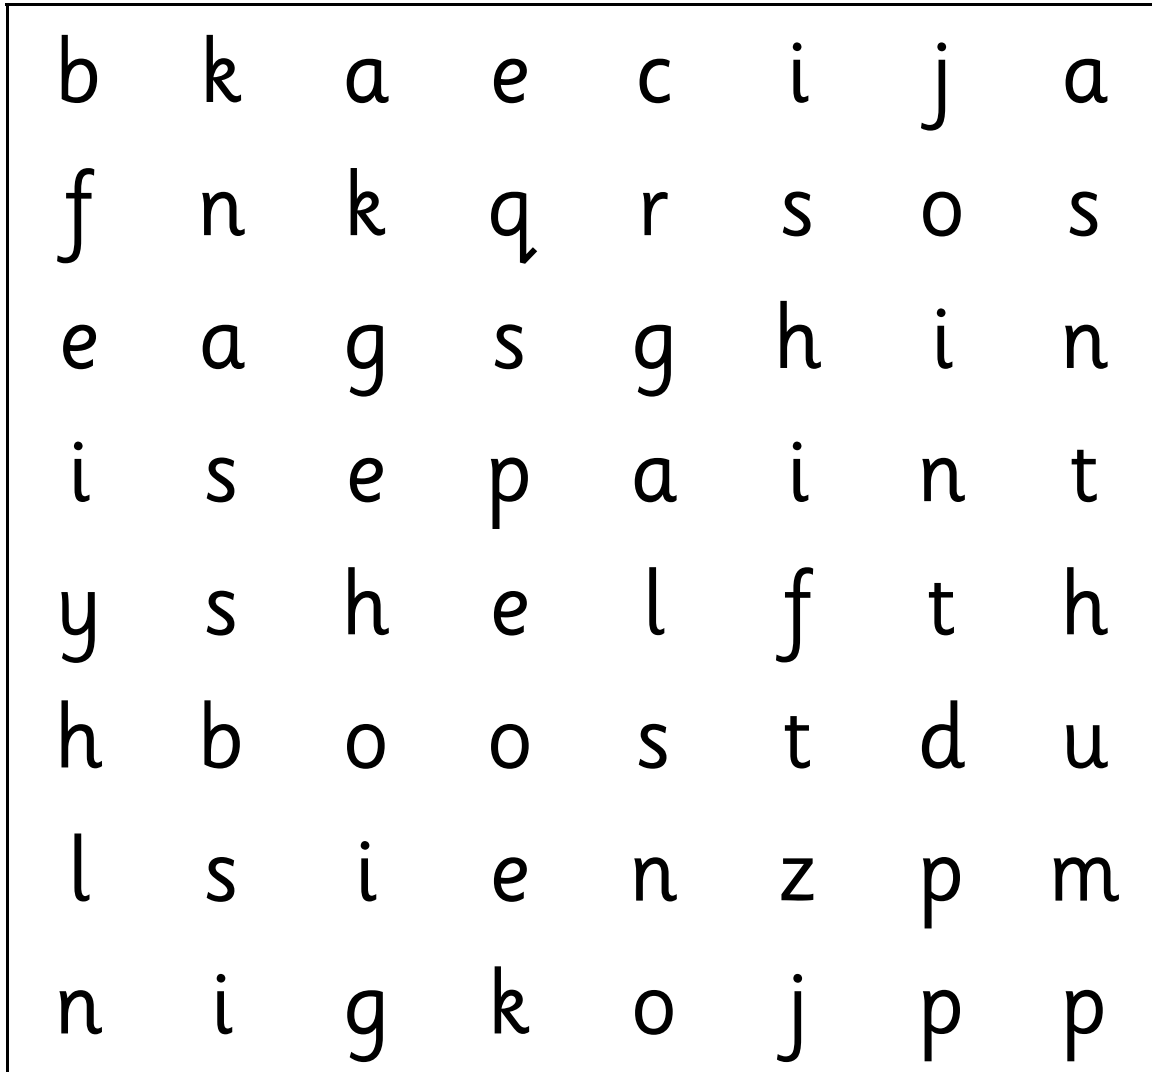 b k a e c i j a
f n k q r s o s
e a g s g h i n
i s e p a i n t
y s h e l f t h
h b o o s t d u
l s i e n z p m
n i g k o j p p